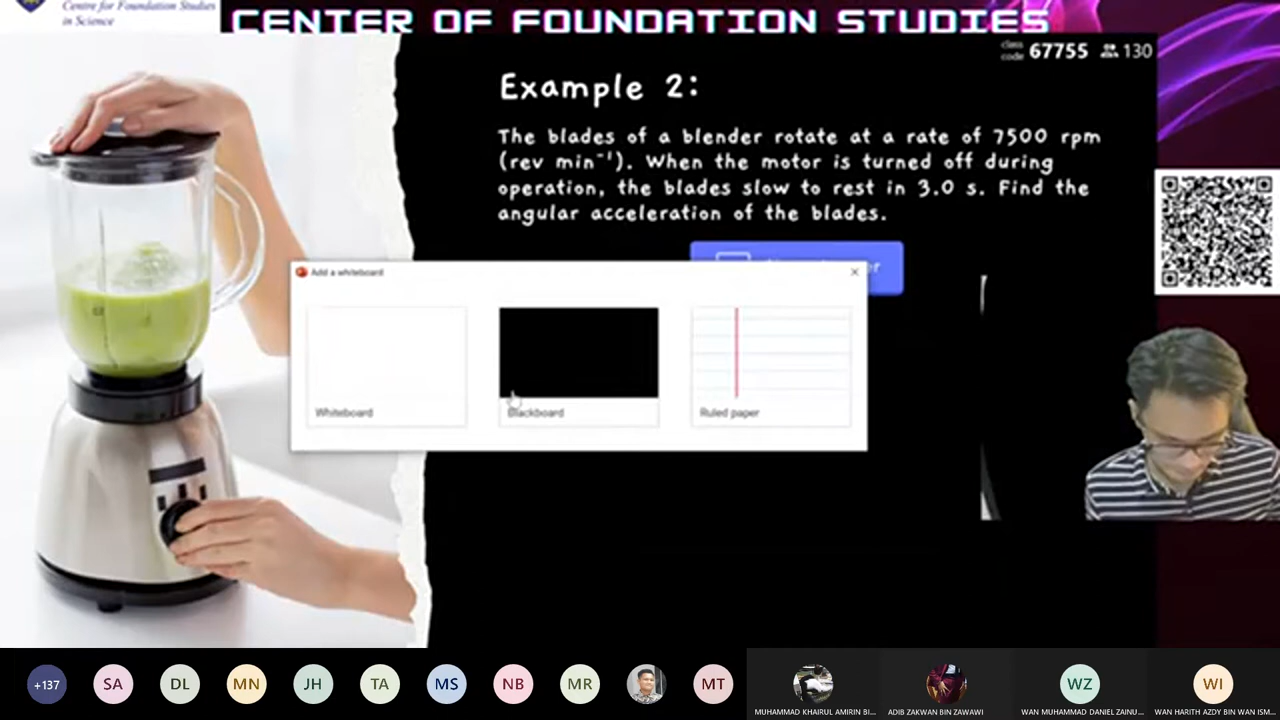 Centre for Foundation Studies
in Science
CENTER OF FOUNDATION STUDIES
class
code 67755 130
Example 2:
The blades of a blender rotate at a rate of 7500 rpm
(rev min⁻¹). When the motor is turned off during
operation, the blades slow to rest in 3.0 s. Find the
angular acceleration of the blades.
Add a whiteboard
Whiteboard
Blackboard
Ruled paper
+137
SA
DL
MN
JH
TA
MS
NB
MR
MT
WZ
WI
MUHAMMAD KHAIRUL AMIRIN BI...
ADIB ZAKWAN BIN ZAWAWI
WAN MUHAMMAD DANIEL ZAINU...
WAN HARITH AZDY BIN WAN ISM...